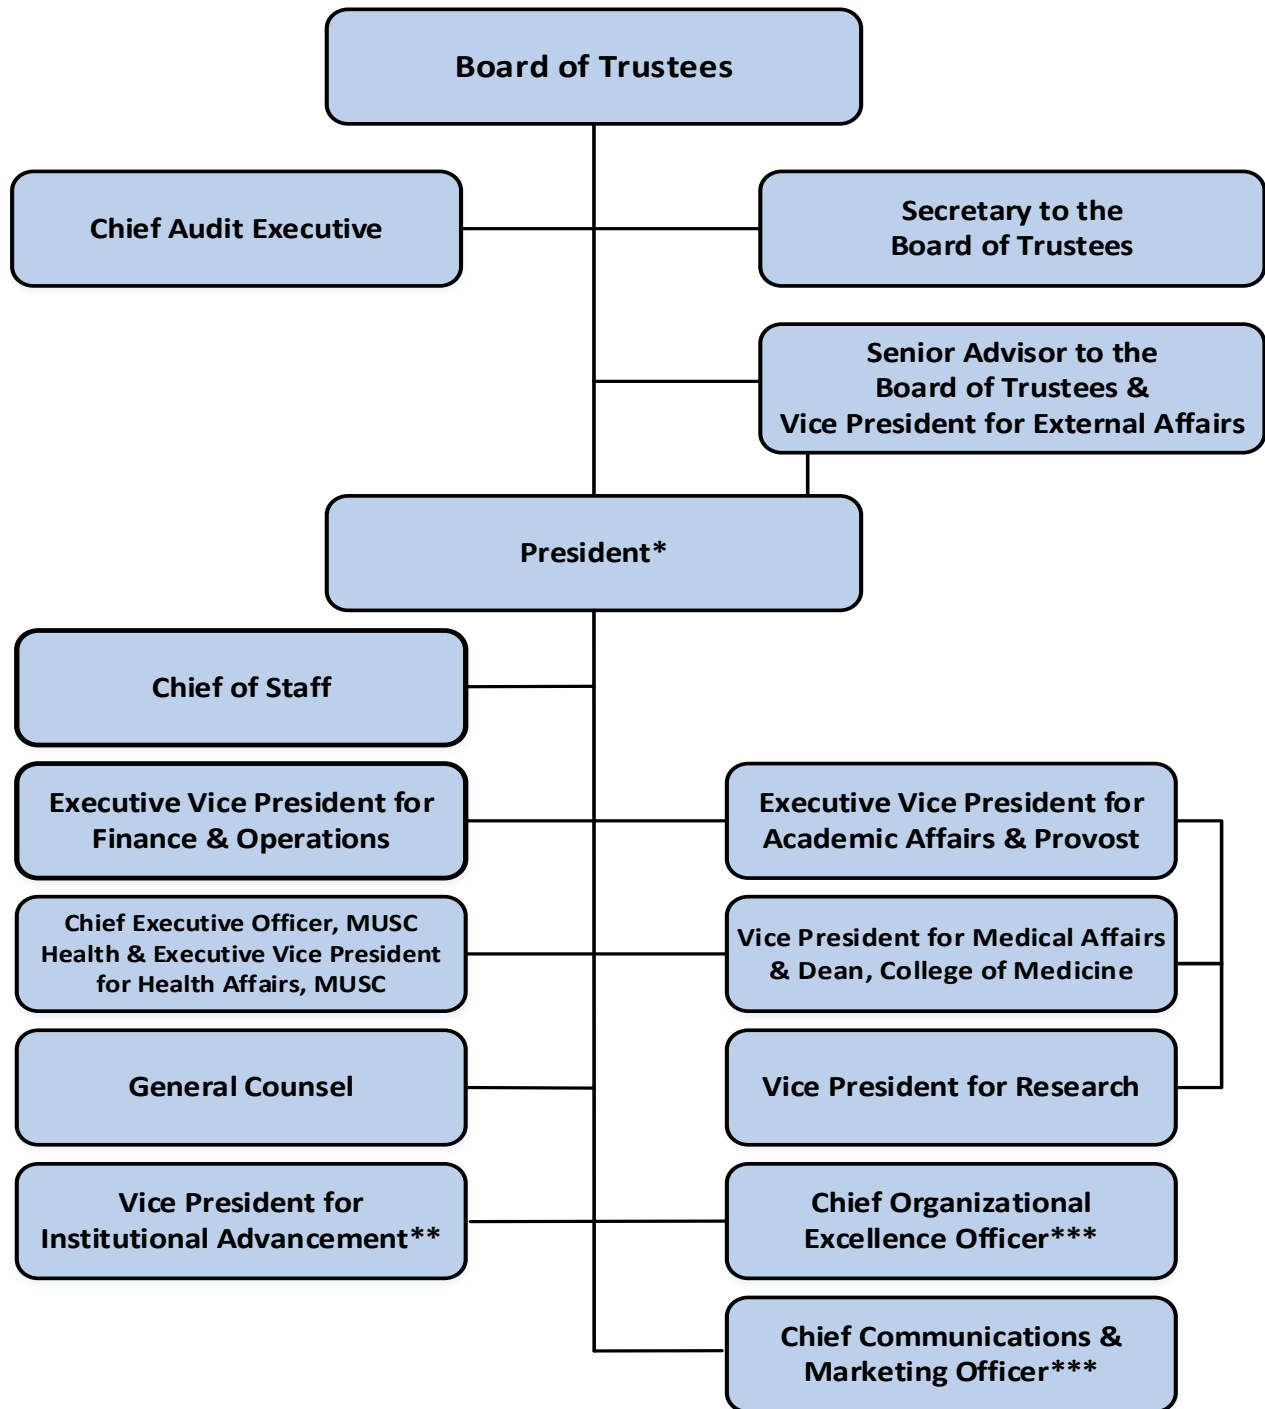 Board of Trustees
Chief Audit Executive
Secretary to the
Board of Trustees
Senior Advisor to the
Board of Trustees &
Vice President for External Affairs
President*
Chief of Staff
Executive Vice President for
Finance & Operations
Executive Vice President for
Academic Affairs & Provost
Chief Executive Officer, MUSC
Health & Executive Vice President
for Health Affairs, MUSC
Vice President for Medical Affairs
& Dean, College of Medicine
General Counsel
Vice President for Research
Vice President for
Institutional Advancement**
Chief Organizational
Excellence Officer***
Chief Communications &
Marketing Officer***